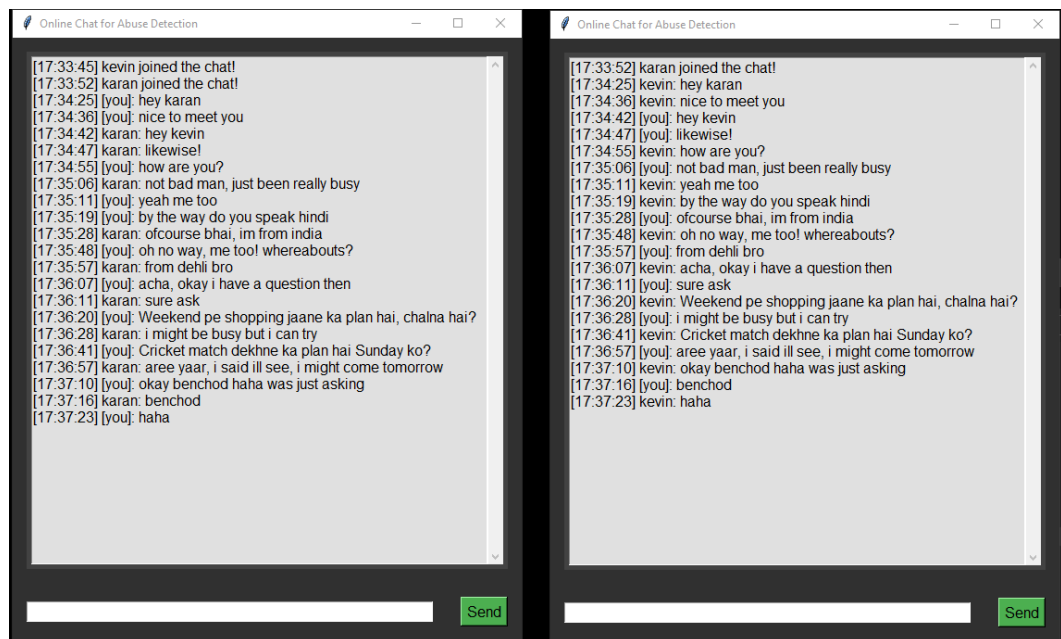 Online Chat for Abuse Detection
[17:33:45] kevin joined the chat!
[17:33:52] karan joined the chat!
[17:34:25] [you]: hey karan
[17:34:36] [you]: nice to meet you
[17:34:42] karan: hey kevin
[17:34:47] karan: likewise!
[17:34:55] [you]: how are you?
[17:35:06] karan: not bad man, just been really busy
[17:35:11] [you]: yeah me too
[17:35:19] [you]: by the way do you speak hindi
[17:35:28] karan: ofcourse bhai, im from india
[17:35:48] [you]: oh no way, me too! whereabouts?
[17:35:57] karan: from dehli bro
[17:36:07] [you]: acha, okay i have a question then
[17:36:11] karan: sure ask
[17:36:20] [you]: Weekend pe shopping jaane ka plan hai, chalna hai?
[17:36:28] karan: i might be busy but i can try
[17:36:41] [you]: Cricket match dekhne ka plan hai Sunday ko?
[17:36:57] karan: aree yaar, i said ill see, i might come tomorrow
[17:37:10] [you]: okay benchod haha was just asking
[17:37:16] karan: benchod
[17:37:23] [you]: haha
Send
Online Chat for Abuse Detection
[17:33:52] karan joined the chat!
[17:34:25] kevin: hey karan
[17:34:36] kevin: nice to meet you
[17:34:42] [you]: hey kevin
[17:34:47] [you]: likewise!
[17:34:55] kevin: how are you?
[17:35:06] [you]: not bad man, just been really busy
[17:35:11] kevin: yeah me too
[17:35:19] kevin: by the way do you speak hindi
[17:35:28] [you]: ofcourse bhai, im from india
[17:35:48] kevin: oh no way, me too! whereabouts?
[17:35:57] [you]: from dehli bro
[17:36:07] kevin: acha, okay i have a question then
[17:36:11] [you]: sure ask
[17:36:20] kevin: Weekend pe shopping jaane ka plan hai, chalna hai?
[17:36:28] [you]: i might be busy but i can try
[17:36:41] kevin: Cricket match dekhne ka plan hai Sunday ko?
[17:36:57] [you]: aree yaar, i said ill see, i might come tomorrow
[17:37:10] kevin: okay benchod haha was just asking
[17:37:16] [you]: benchod
[17:37:23] kevin: haha
Send